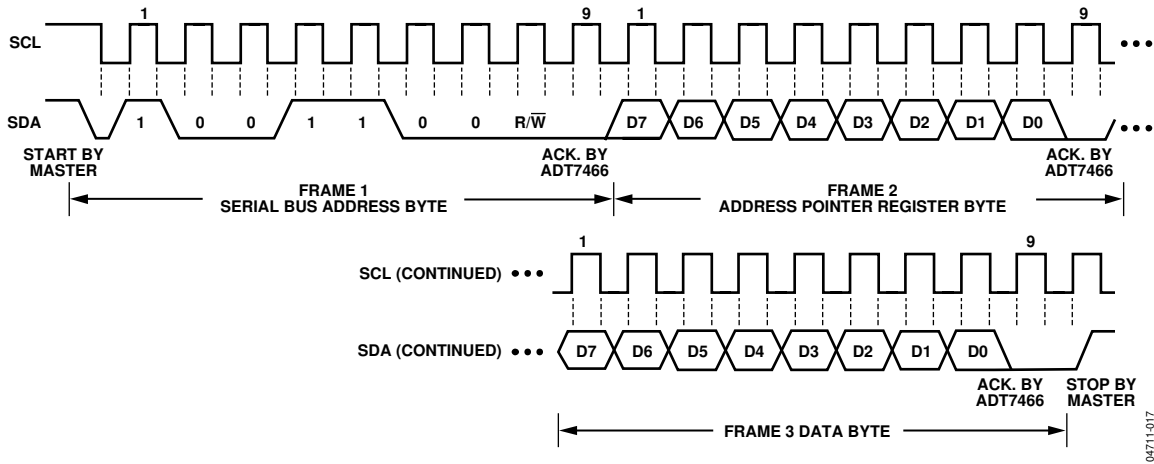 1 9 1 9
SCL
SDA 1 0 0 1 1 0 0 R/W̅ D7 D6 D5 D4 D3 D2 D1 D0
START BY
MASTER
ACK. BY
ADT7466
ACK. BY
ADT7466
FRAME 1
SERIAL BUS ADDRESS BYTE
FRAME 2
ADDRESS POINTER REGISTER BYTE
1 9
SCL (CONTINUED)
SDA (CONTINUED) D7 D6 D5 D4 D3 D2 D1 D0
ACK. BY
ADT7466
STOP BY
MASTER
FRAME 3 DATA BYTE
04711-017